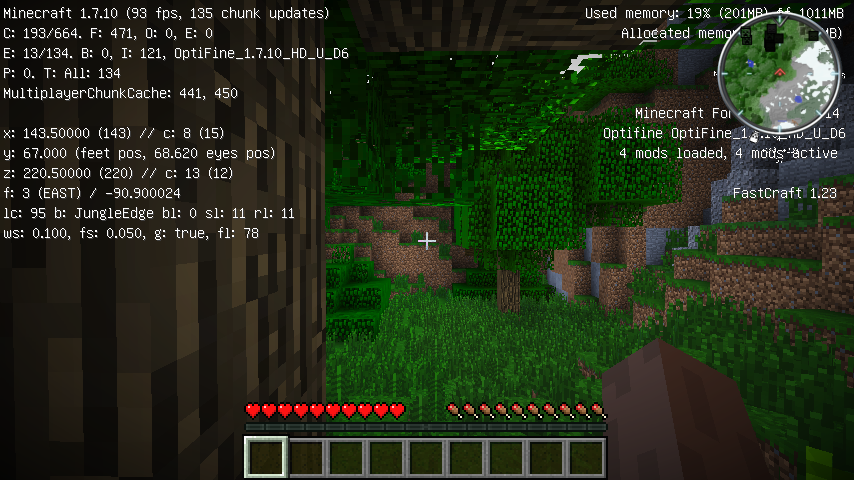 Minecraft 1.7.10 (93 fps, 135 chunk updates)
C: 193/664. F: 471, O: 0, E: 0
E: 13/134. B: 0, I: 121, OptiFine_1.7.10_HD_U_D6
P: 0. T: All: 134
MultiplayerChunkCache: 441, 450
x: 143.50000 (143) // c: 8 (15)
y: 67.000 (feet pos, 68.620 eyes pos)
z: 220.50000 (220) // c: 13 (12)
f: 3 (EAST) / -90.900024
lc: 95 b: JungleEdge bl: 0 sl: 11 rl: 11
ws: 0.100, fs: 0.050, g: true, fl: 78
Used memory: 19% (201MB) of 1011MB
Allocated
Minecraft
Optifine
4 mods loaded, 4 mods active
FastCraft 1.23